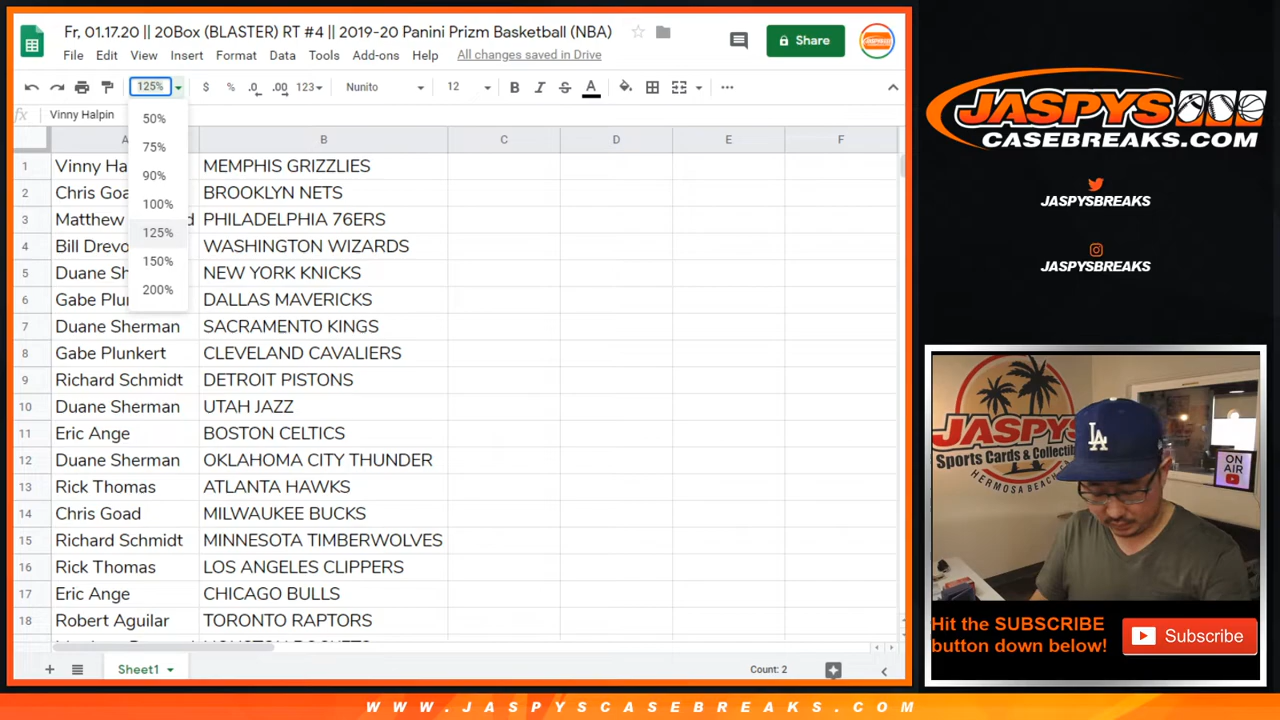 Fr, 01.17.20 || 20Box (BLASTER) RT #4 || 2019-20 Panini Prizm Basketball (NBA)
File Edit View Insert Format Data Tools Add-ons Help All changes saved in Drive
Share
125% $ % .0 .00 123 Nunito 12 B I S A
fx Vinny Halpin
50%
75%
90%
100%
125%
150%
200%
A B C D E F
1 Vinny Ha MEMPHIS GRIZZLIES
2 Chris Goa BROOKLYN NETS
3 Matthew d PHILADELPHIA 76ERS
4 Bill Drevo WASHINGTON WIZARDS
5 Duane Sh NEW YORK KNICKS
6 Gabe Plun DALLAS MAVERICKS
7 Duane Sherman SACRAMENTO KINGS
8 Gabe Plunkert CLEVELAND CAVALIERS
9 Richard Schmidt DETROIT PISTONS
10 Duane Sherman UTAH JAZZ
11 Eric Ange BOSTON CELTICS
12 Duane Sherman OKLAHOMA CITY THUNDER
13 Rick Thomas ATLANTA HAWKS
14 Chris Goad MILWAUKEE BUCKS
15 Richard Schmidt MINNESOTA TIMBERWOLVES
16 Rick Thomas LOS ANGELES CLIPPERS
17 Eric Ange CHICAGO BULLS
18 Robert Aguilar TORONTO RAPTORS
Sheet1 Count: 2
JASPYS
CASEBREAKS.COM
JASPYSBREAKS
JASPYSBREAKS
JASPYS
Sports Cards & Collectib
HERMOSA BEACH
LA
ON
AIR
Hit the SUBSCRIBE
button down below!
Subscribe
WWW.JASPYSCASEBREAKS.COM